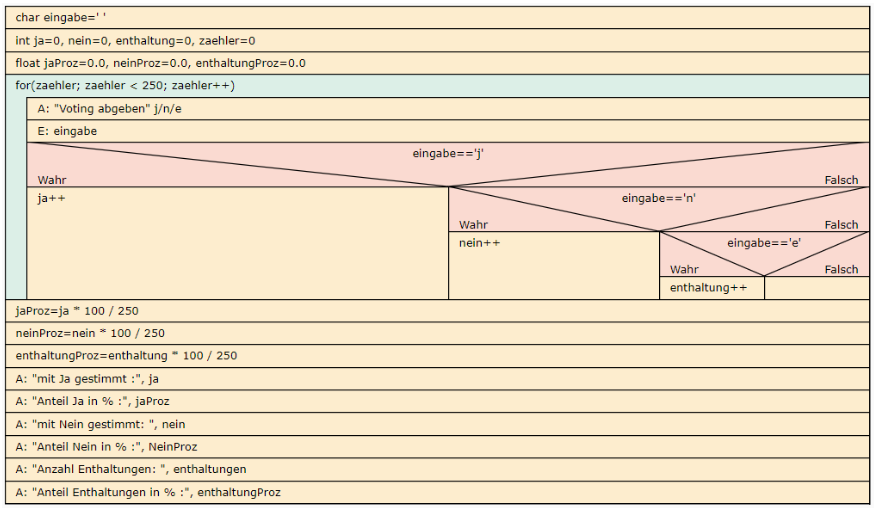 char eingabe=' '
int ja=0, nein=0, enthaltung=0, zaehler=0
float jaProz=0.0, neinProz=0.0, enthaltungProz=0.0
for(zaehler; zaehler < 250; zaehler++)
A: "Voting abgeben" j/n/e
E: eingabe
eingabe=='j'
Wahr
Falsch
ja++
eingabe=='n'
Wahr
Falsch
nein++
eingabe=='e'
Wahr
Falsch
enthaltung++
jaProz=ja * 100 / 250
neinProz=nein * 100 / 250
enthaltungProz=enthaltung * 100 / 250
A: "mit Ja gestimmt :", ja
A: "Anteil Ja in % :", jaProz
A: "mit Nein gestimmt: ", nein
A: "Anteil Nein in % :", NeinProz
A: "Anzahl Enthaltungen: ", enthaltungen
A: "Anteil Enthaltungen in % :", enthaltungProz